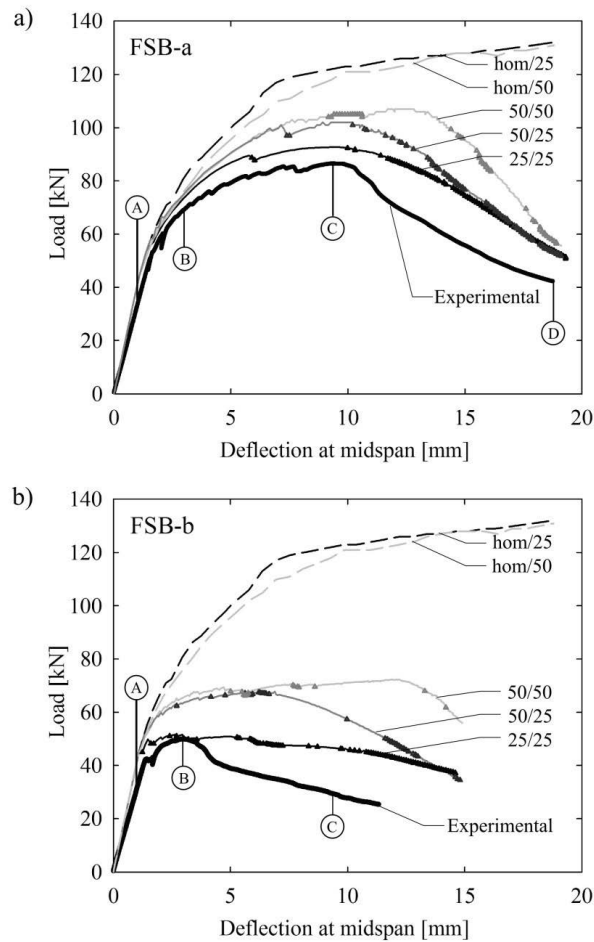 a)
FSB-a
140
120
100
80
60
40
20
0
Load [kN]
hom/25
hom/50
50/50
50/25
25/25
A
B
C
D
Experimental
0
5
10
15
20
Deflection at midspan [mm]
b)
FSB-b
140
120
100
80
60
40
20
0
Load [kN]
hom/25
hom/50
50/50
50/25
25/25
A
B
C
Experimental
0
5
10
15
20
Deflection at midspan [mm]